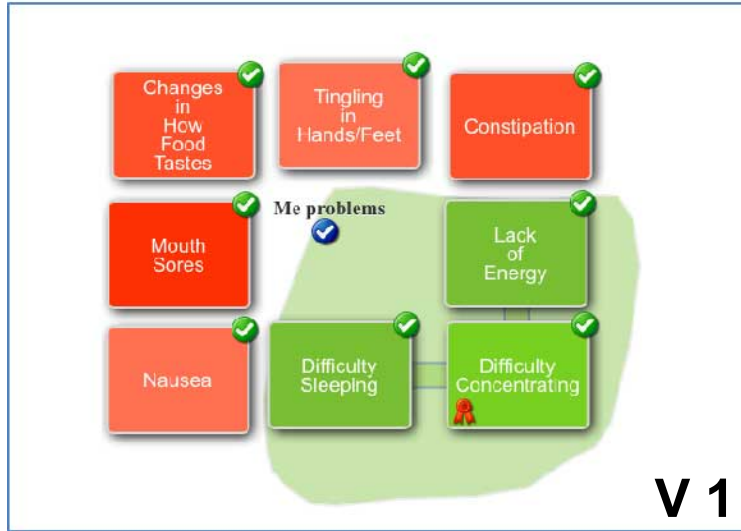 Changes
in
How
Food
Tastes
Tingling
in
Hands/Feet
Constipation
Mouth
Sores
Me problems
Lack
of
Energy
Nausea
Difficulty
Sleeping
Difficulty
Concentrating
V 1